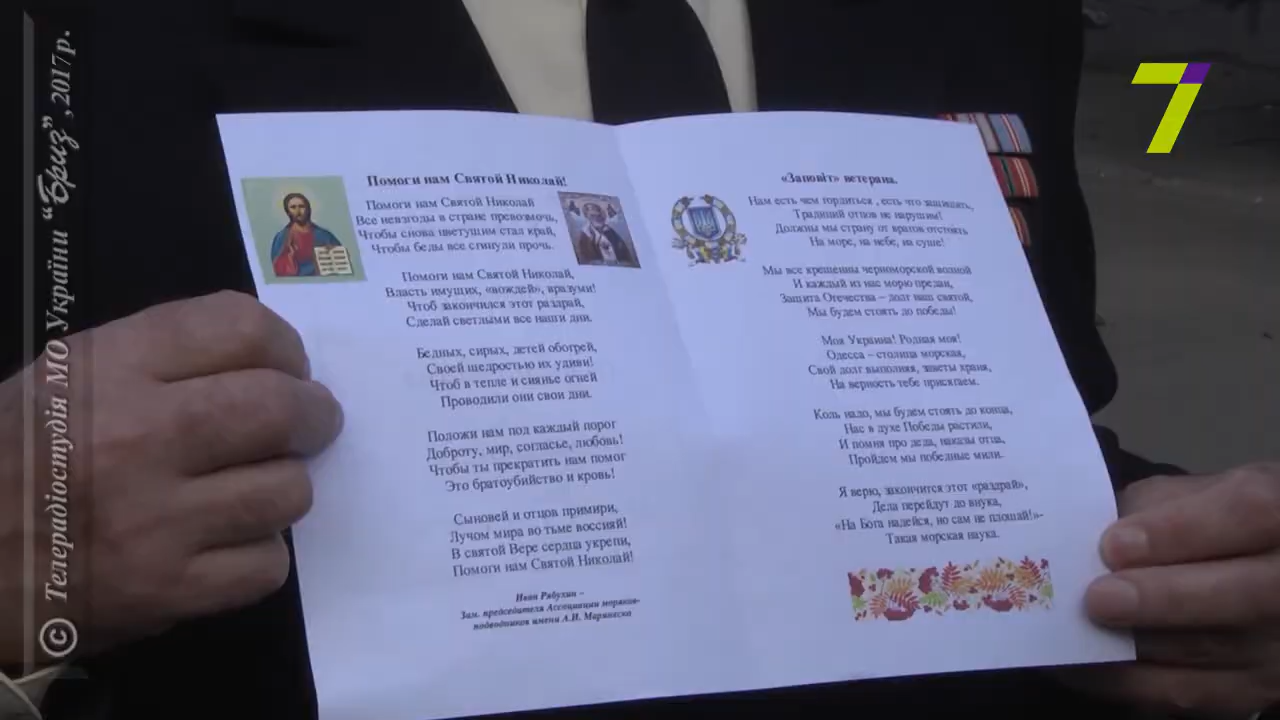 © Телерадіостудія МО України "Бриз", 2017р.
7
Помоги нам Святой Николай!
Помоги нам Святой Николай
Все невзгоды в стране превозмочь,
Чтобы снова цветущим стал край,
Чтобы беды все сгинули прочь.
Помоги нам Святой Николай,
Власть имущих, «вождей», вразуми!
Чтоб закончился этот раздрай,
Сделай светлыми все наши дни.
Бедных, сирых, детей обогрей,
Своей щедростью их удиви!
Чтоб в тепле и сиянье огней
Проводили они свои дни.
Положи нам под каждый порог
Доброту, мир, согласье, любовь!
Чтобы ты прекратить нам помог
Это братоубийство и кровь!
Сыновей и отцов примири,
Лучом мира во тьме воссияй!
В святой Вере сердца укрепи,
Помоги нам Святой Николай!
Иван Рябухин –
Зам. председателя Ассоциации моряков-
подводников имени А.И. Маринеско
«Заповіт» ветерана.
Нам есть чем гордиться , есть что защищать,
Традиций отцов не нарушим!
Должны мы страну от врагов отстоять
На море, на небе, на суше!
Мы все крещенны черноморской волной
И каждый из нас морю предан,
Защита Отечества – долг наш святой,
Мы будем стоять до победы!
Моя Украина! Родная моя!
Одесса – столица морская,
Свой долг выполняя, заветы храня,
На верность тебе присягаем.
Коль надо, мы будем стоять до конца,
Нас в духе Победы растили,
И помня про деда, наказы отца,
Пройдем мы победные мили.
Я верю, закончится этот «раздрай»,
Дела перейдут до внука,
«На Бога надейся, но сам не плошай!»-
Такая морская наука.